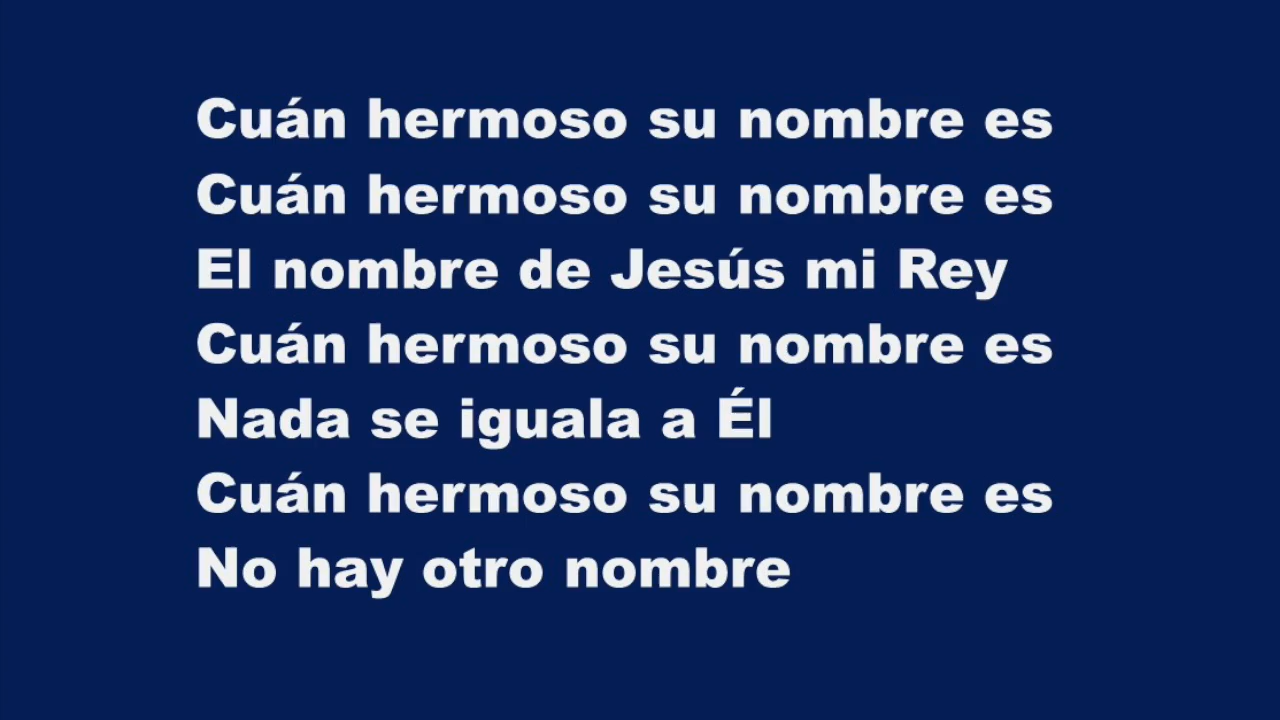 Cuán hermoso su nombre es
Cuán hermoso su nombre es
El nombre de Jesús mi Rey
Cuán hermoso su nombre es
Nada se iguala a Él
Cuán hermoso su nombre es
No hay otro nombre